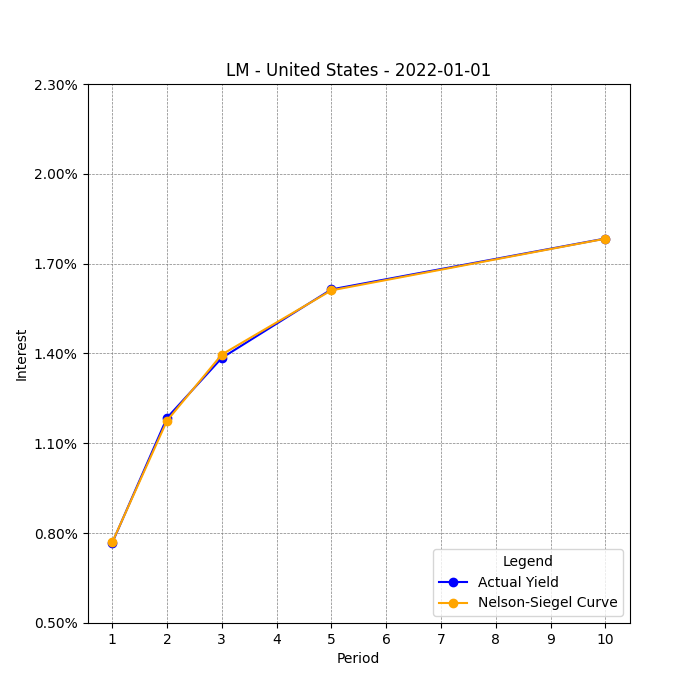 LM - United States - 2022-01-01
2.30%
2.00%
1.70%
1.40%
1.10%
0.80%
0.50%
Interest
Legend
Actual Yield
Nelson-Siegel Curve
1 2 3 4 5 6 7 8 9 10
Period